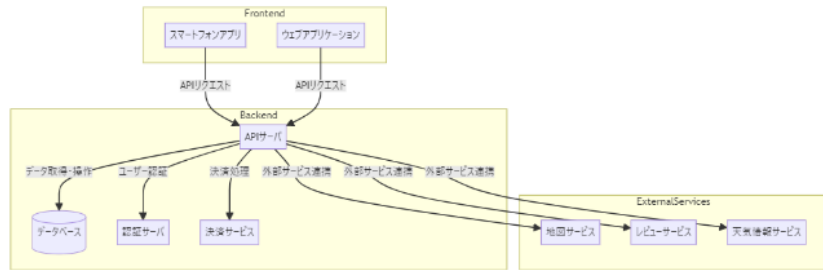 Frontend
スマートフォンアプリ
ウェブアプリケーション
APIリクエスト
APIリクエスト
Backend
APIサーバ
データ取得・操作
ユーザー認証
決済処理
外部サービス連携
外部サービス連携
外部サービス連携
ExternalServices
データベース
認証サーバ
決済サービス
地図サービス
レビューサービス
天気情報サービス